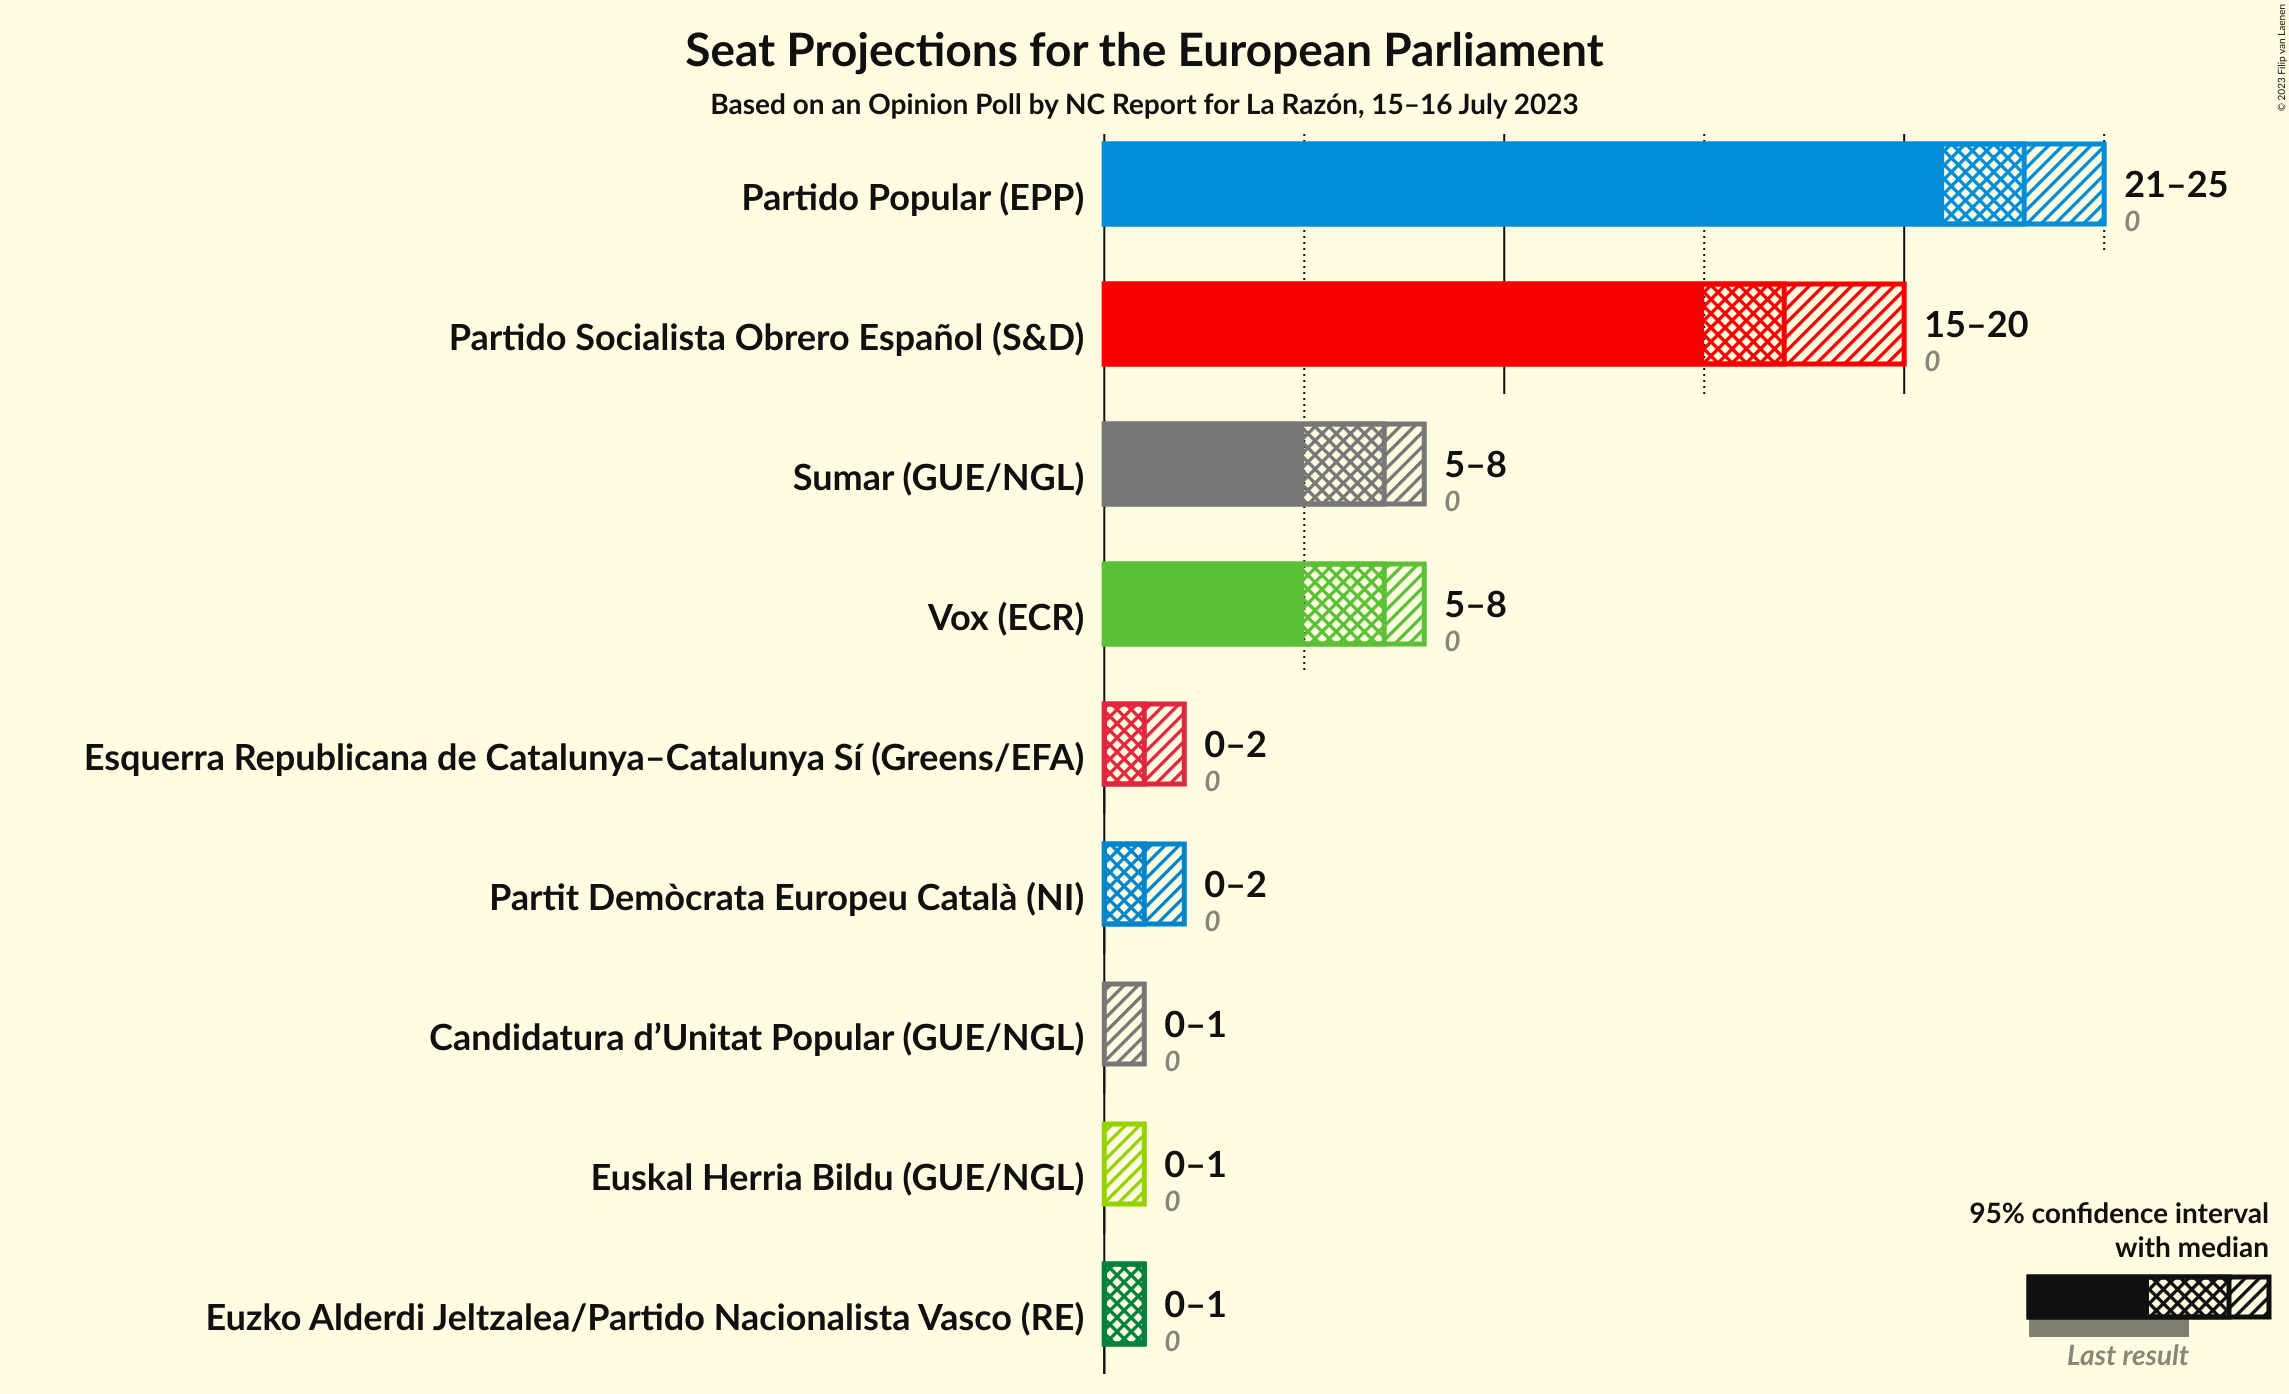 Seat Projections for the European Parliament
Based on an Opinion Poll by NC Report for La Razón, 15–16 July 2023
© 2023 Filip van Laenen
Partido Popular (EPP)
21–25
0
Partido Socialista Obrero Español (S&D)
15–20
0
Sumar (GUE/NGL)
5–8
0
Vox (ECR)
5–8
0
Esquerra Republicana de Catalunya–Catalunya Sí (Greens/EFA)
0–2
0
Partit Demòcrata Europeu Català (NI)
0–2
0
Candidatura d’Unitat Popular (GUE/NGL)
0–1
0
Euskal Herria Bildu (GUE/NGL)
0–1
0
Euzko Alderdi Jeltzalea/Partido Nacionalista Vasco (RE)
0–1
0
95% confidence interval
with median
Last result